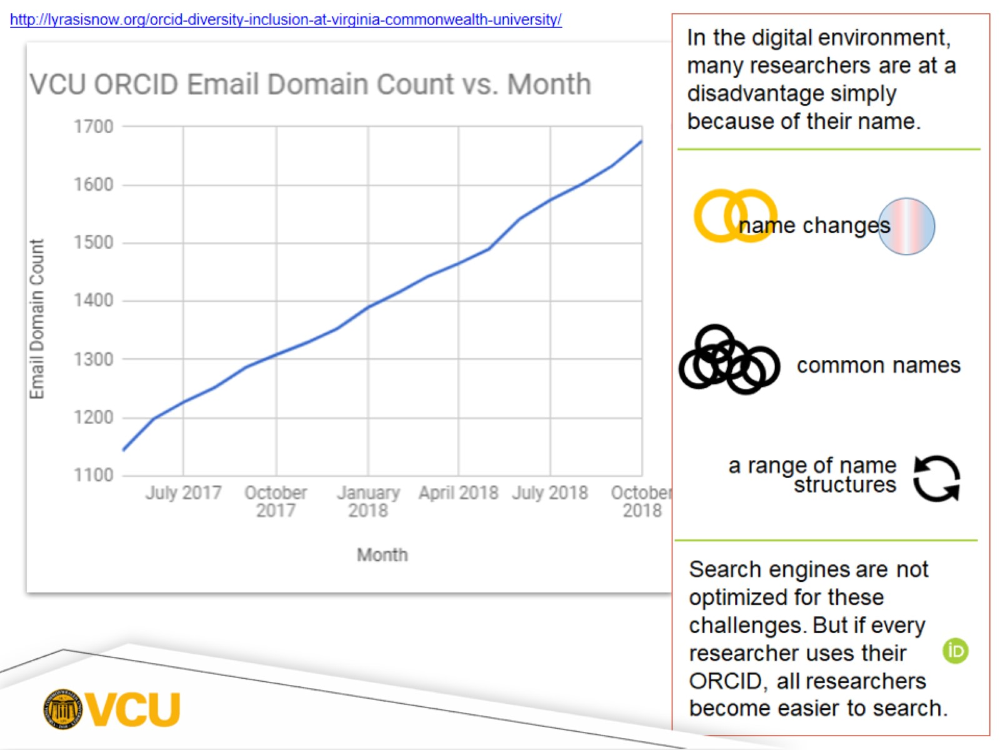 http://lyrasisnow.org/orcid-diversity-inclusion-at-virginia-commonwealth-university/
VCU ORCID Email Domain Count vs. Month
Email Domain Count
1700
1600
1500
1400
1300
1200
1100
July 2017
October
2017
January
2018
April 2018
July 2018
October
2018
Month
In the digital environment,
many researchers are at a
disadvantage simply
because of their name.
name changes
common names
a range of name
structures
Search engines are not
optimized for these
challenges. But if every
researcher uses their
iD
ORCID, all researchers
become easier to search.
VCU